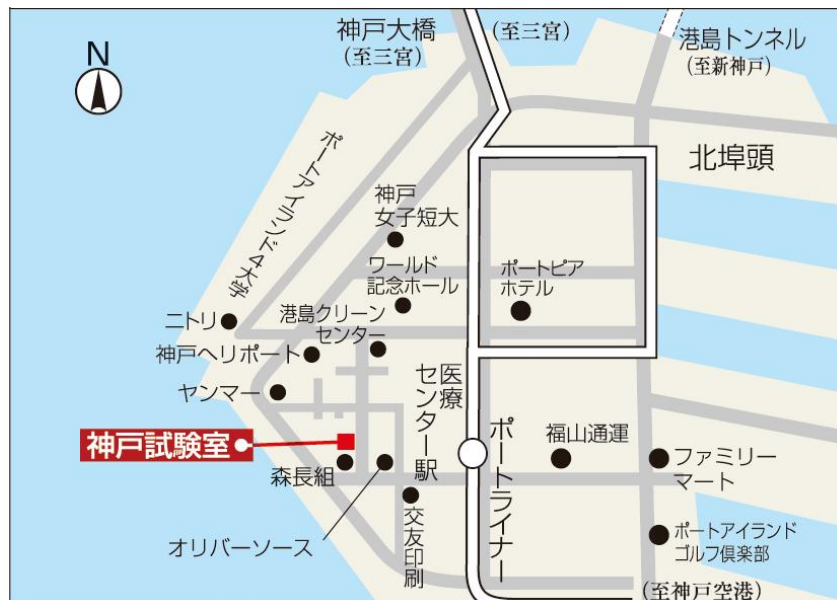 N
神戸大橋
(至三宮)
(至三宮)
港島トンネル
(至新神戸)
北埠頭
ポートアイランド4大学
神戸
女子短大
ワールド
記念ホール
ポートピア
ホテル
ニトリ
港島クリーン
センター
神戸ヘリポート
ヤンマー
医療
センター駅
神戸試験室
森長組
オリバーソース
交友印刷
ポートライナー
福山通運
ファミリー
マート
ポートアイランド
ゴルフ倶楽部
(至神戸空港)